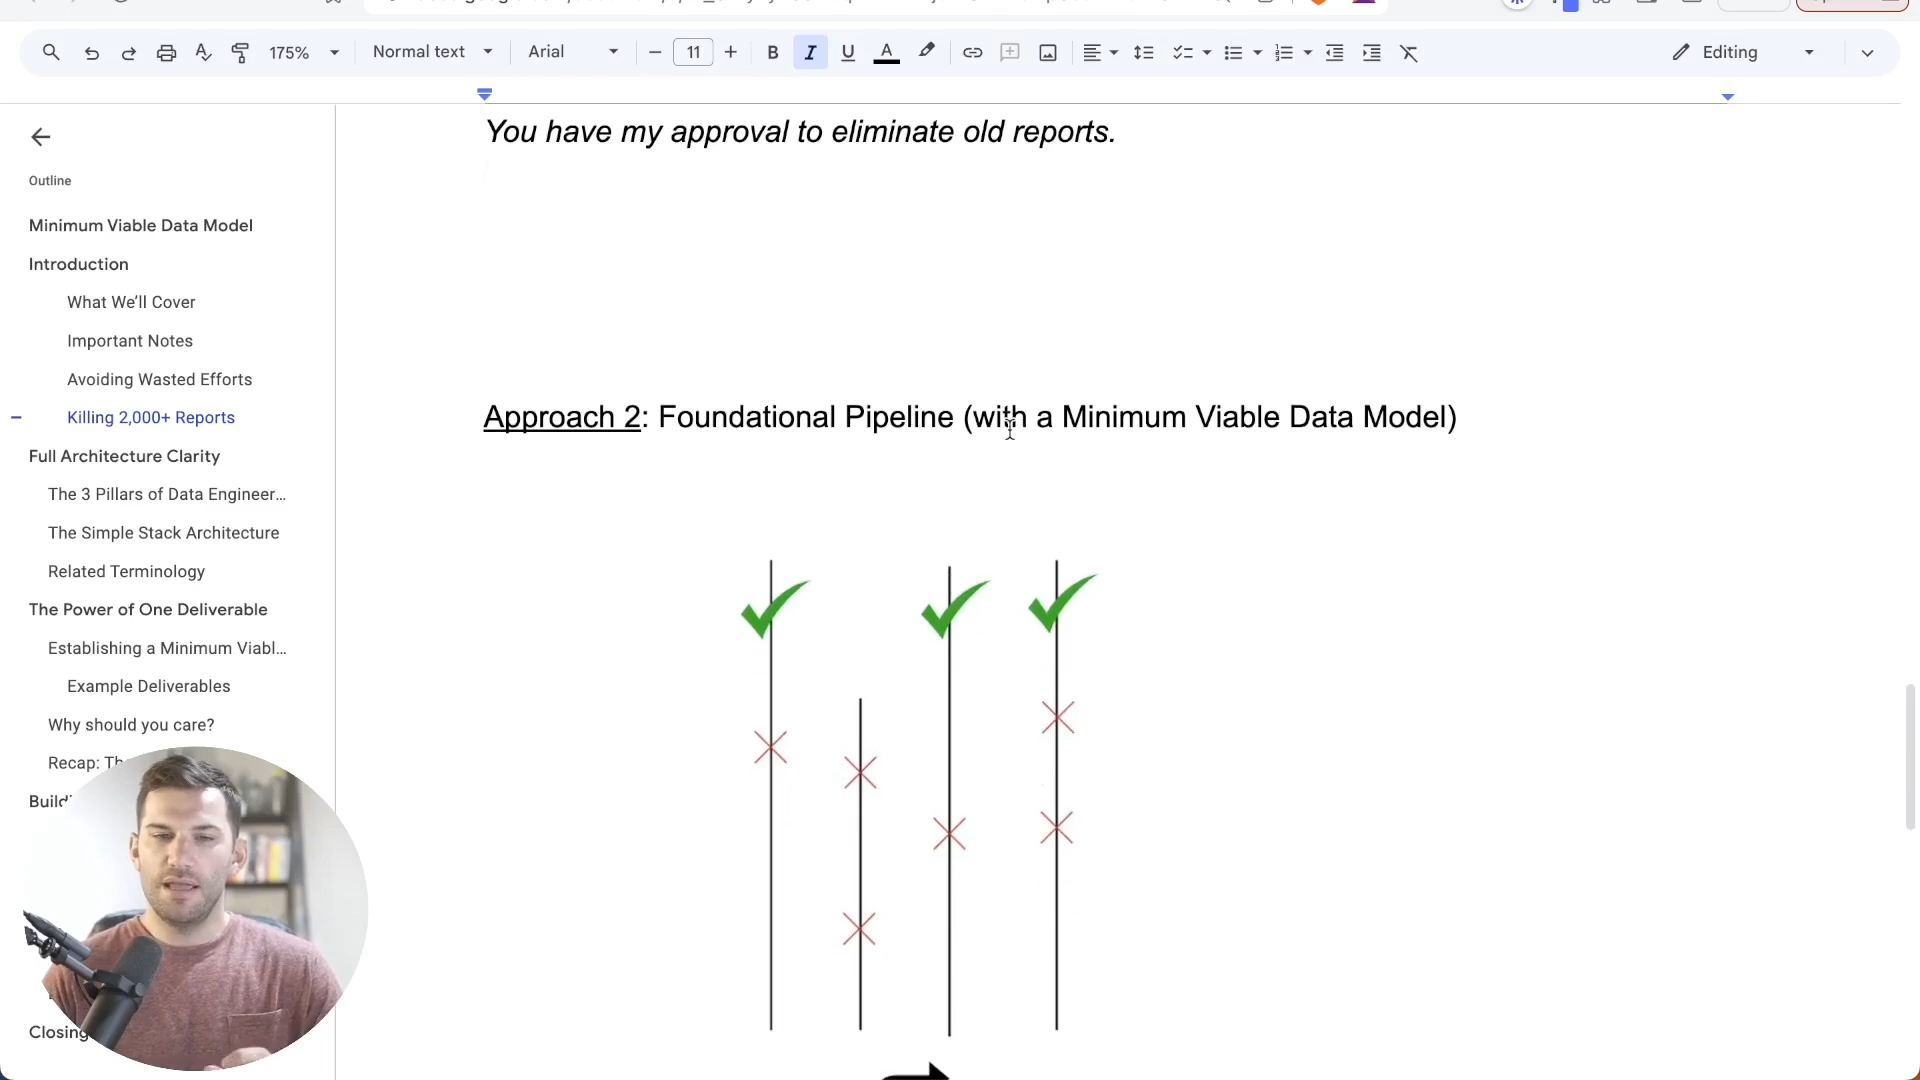 175%
Normal text
Arial
11
Editing
You have my approval to eliminate old reports.
Outline
Minimum Viable Data Model
Introduction
What We'll Cover
Important Notes
Avoiding Wasted Efforts
Killing 2,000+ Reports
Full Architecture Clarity
The 3 Pillars of Data Engineer...
The Simple Stack Architecture
Related Terminology
The Power of One Deliverable
Establishing a Minimum Viabl...
Example Deliverables
Why should you care?
Recap:
Closing
Approach 2: Foundational Pipeline (with a Minimum Viable Data Model)